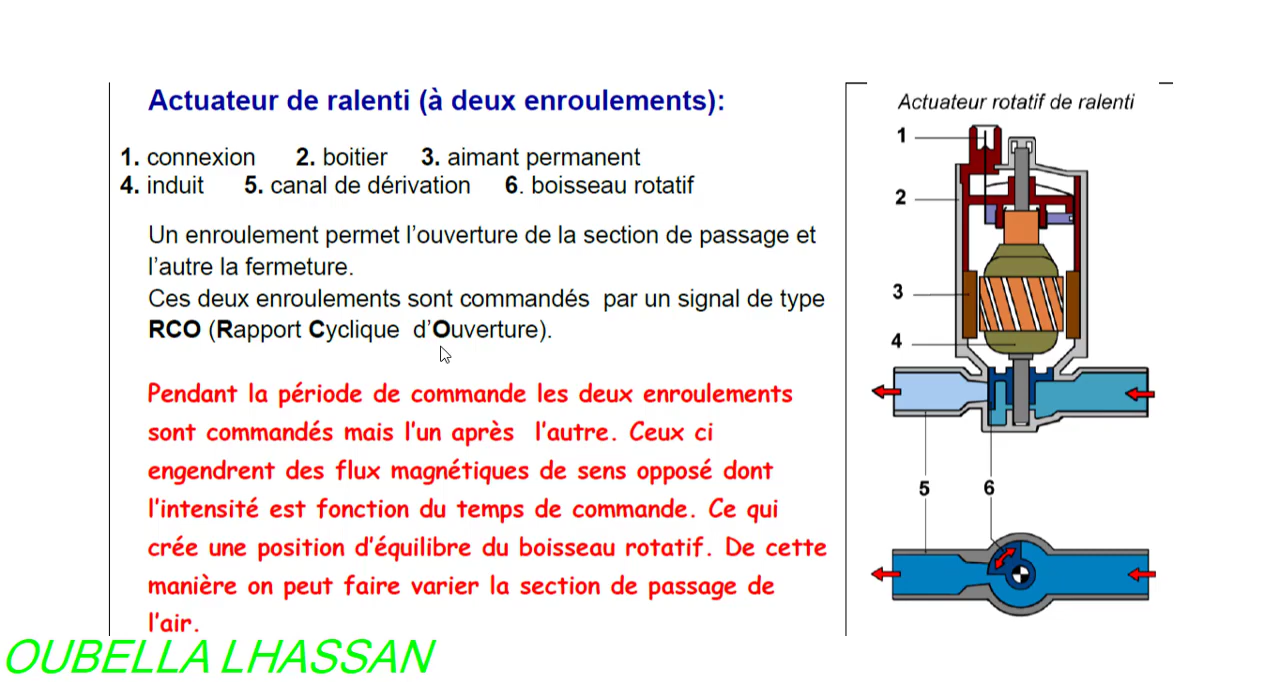 Actuateur de ralenti (à deux enroulements):
1. connexion 2. boitier 3. aimant permanent
4. induit 5. canal de dérivation 6. boisseau rotatif
Un enroulement permet l'ouverture de la section de passage et
l'autre la fermeture.
Ces deux enroulements sont commandés par un signal de type
RCO (Rapport Cyclique d'Ouverture).
Pendant la période de commande les deux enroulements
sont commandés mais l'un après l'autre. Ceux ci
engendrent des flux magnétiques de sens opposé dont
l'intensité est fonction du temps de commande. Ce qui
crée une position d'équilibre du boisseau rotatif. De cette
manière on peut faire varier la section de passage de
l'air.
OUBELLA LHASSAN
Actuateur rotatif de ralenti
1
2
3
4
5 6